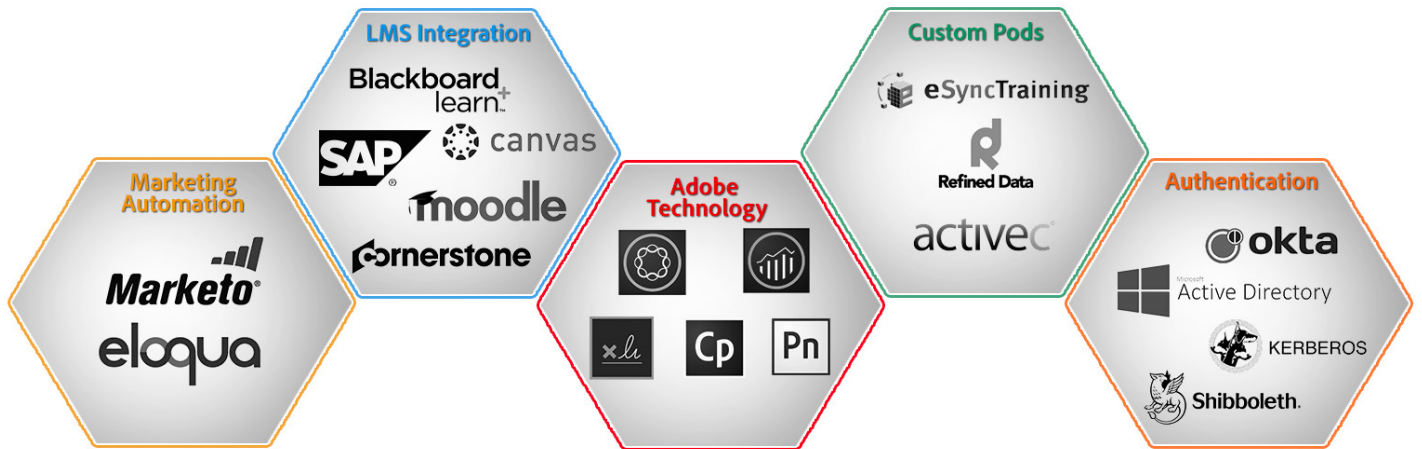 Marketing
Automation
Marketo®
eloqua
LMS Integration
Blackboard
learn+™
canvas
SAP®
moodle
Cornerstone
Adobe
Technology
Cp
Pn
Custom Pods
eSyncTraining
Refined Data
activec®
Authentication
okta
Microsoft
Active Directory
KERBEROS
Shibboleth.